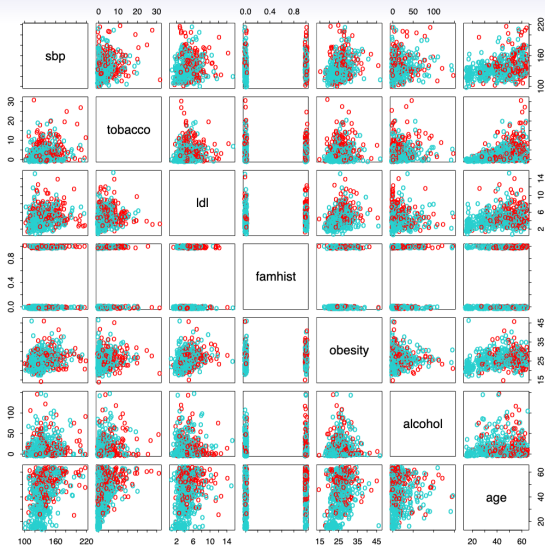 0 10 20 30
0.0 0.4 0.8
0 50 100
sbp
100 160 220
0 10 20 30
tobacco
ldl
2 6 10 14
0.0 0.4 0.8
famhist
obesity
15 25 35 45
0 50 100
alcohol
age
20 40 60
100 160 220
2 6 10 14
15 25 35 45
20 40 60